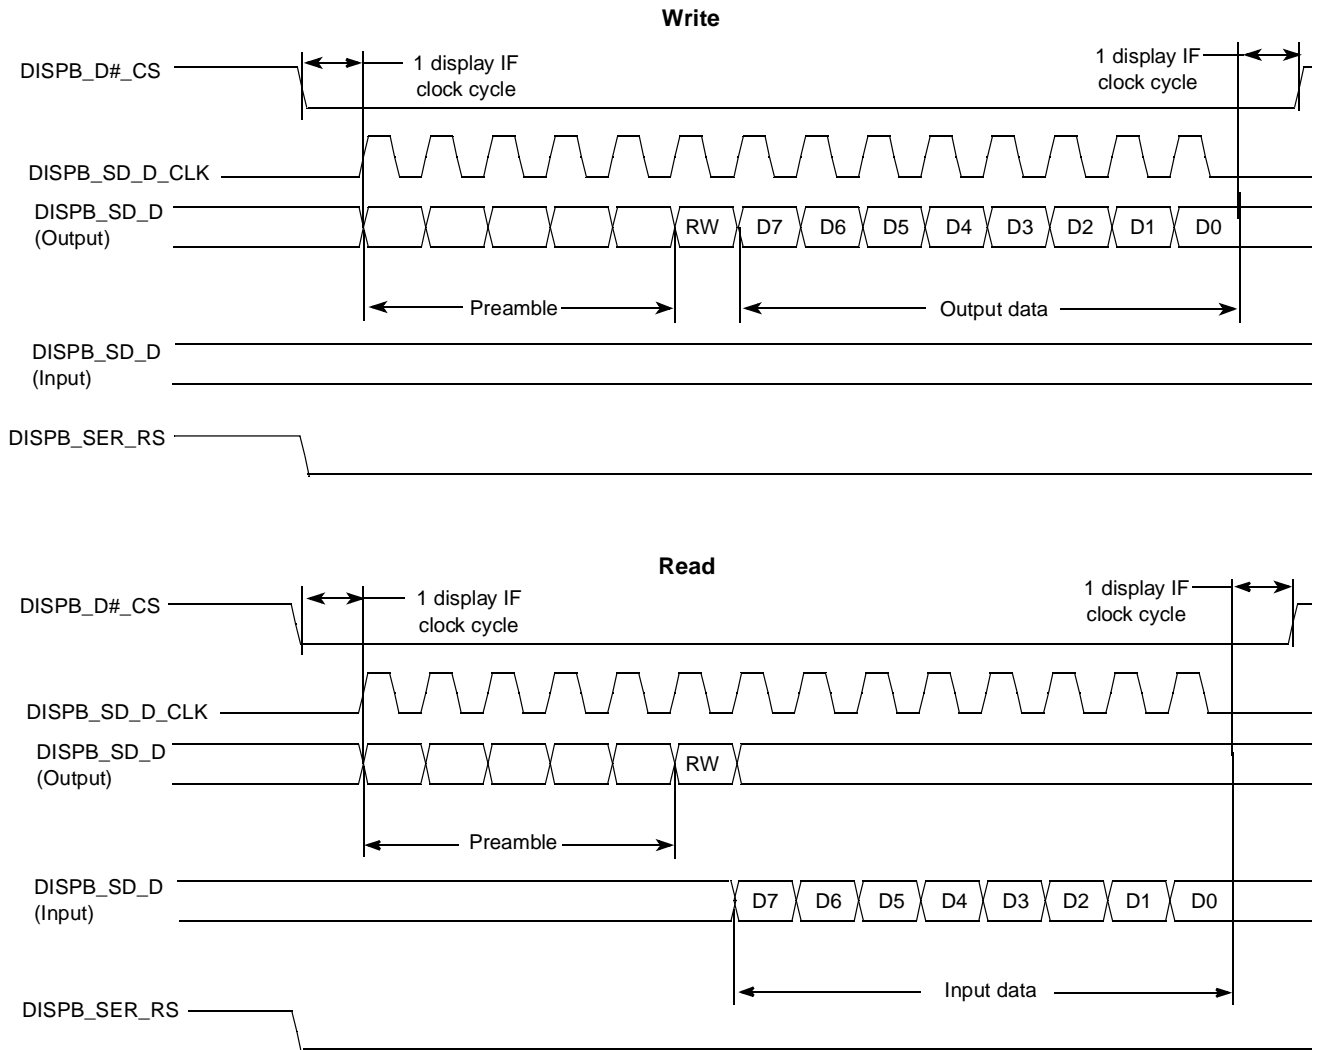 Write
DISPB_D#_CS
1 display IF
clock cycle
1 display IF
clock cycle
DISPB_SD_D_CLK
DISPB_SD_D
(Output)
RW D7 D6 D5 D4 D3 D2 D1 D0
Preamble
Output data
DISPB_SD_D
(Input)
DISPB_SER_RS
Read
DISPB_D#_CS
1 display IF
clock cycle
1 display IF
clock cycle
DISPB_SD_D_CLK
DISPB_SD_D
(Output)
RW
Preamble
DISPB_SD_D
(Input)
D7 D6 D5 D4 D3 D2 D1 D0
Input data
DISPB_SER_RS